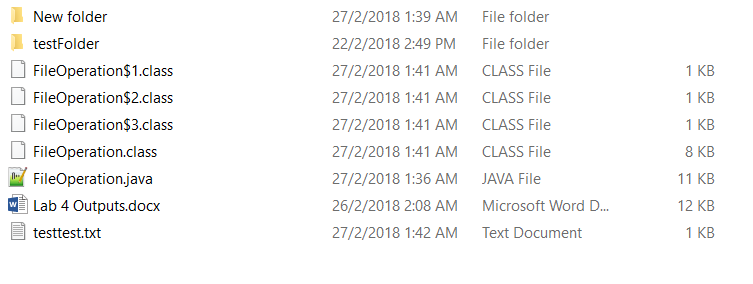 New folder 27/2/2018 1:39 AM File folder
testFolder 22/2/2018 2:49 PM File folder
FileOperation$1.class 27/2/2018 1:41 AM CLASS File 1 KB
FileOperation$2.class 27/2/2018 1:41 AM CLASS File 1 KB
FileOperation$3.class 27/2/2018 1:41 AM CLASS File 1 KB
FileOperation.class 27/2/2018 1:41 AM CLASS File 8 KB
FileOperation.java 27/2/2018 1:36 AM JAVA File 11 KB
Lab 4 Outputs.docx 26/2/2018 2:08 AM Microsoft Word D... 12 KB
testtest.txt 27/2/2018 1:42 AM Text Document 1 KB